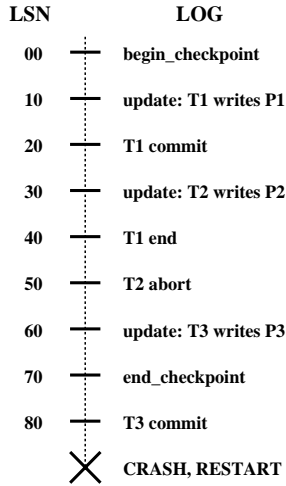 LSN LOG
00 begin_checkpoint
10 update: T1 writes P1
20 T1 commit
30 update: T2 writes P2
40 T1 end
50 T2 abort
60 update: T3 writes P3
70 end_checkpoint
80 T3 commit
CRASH, RESTART